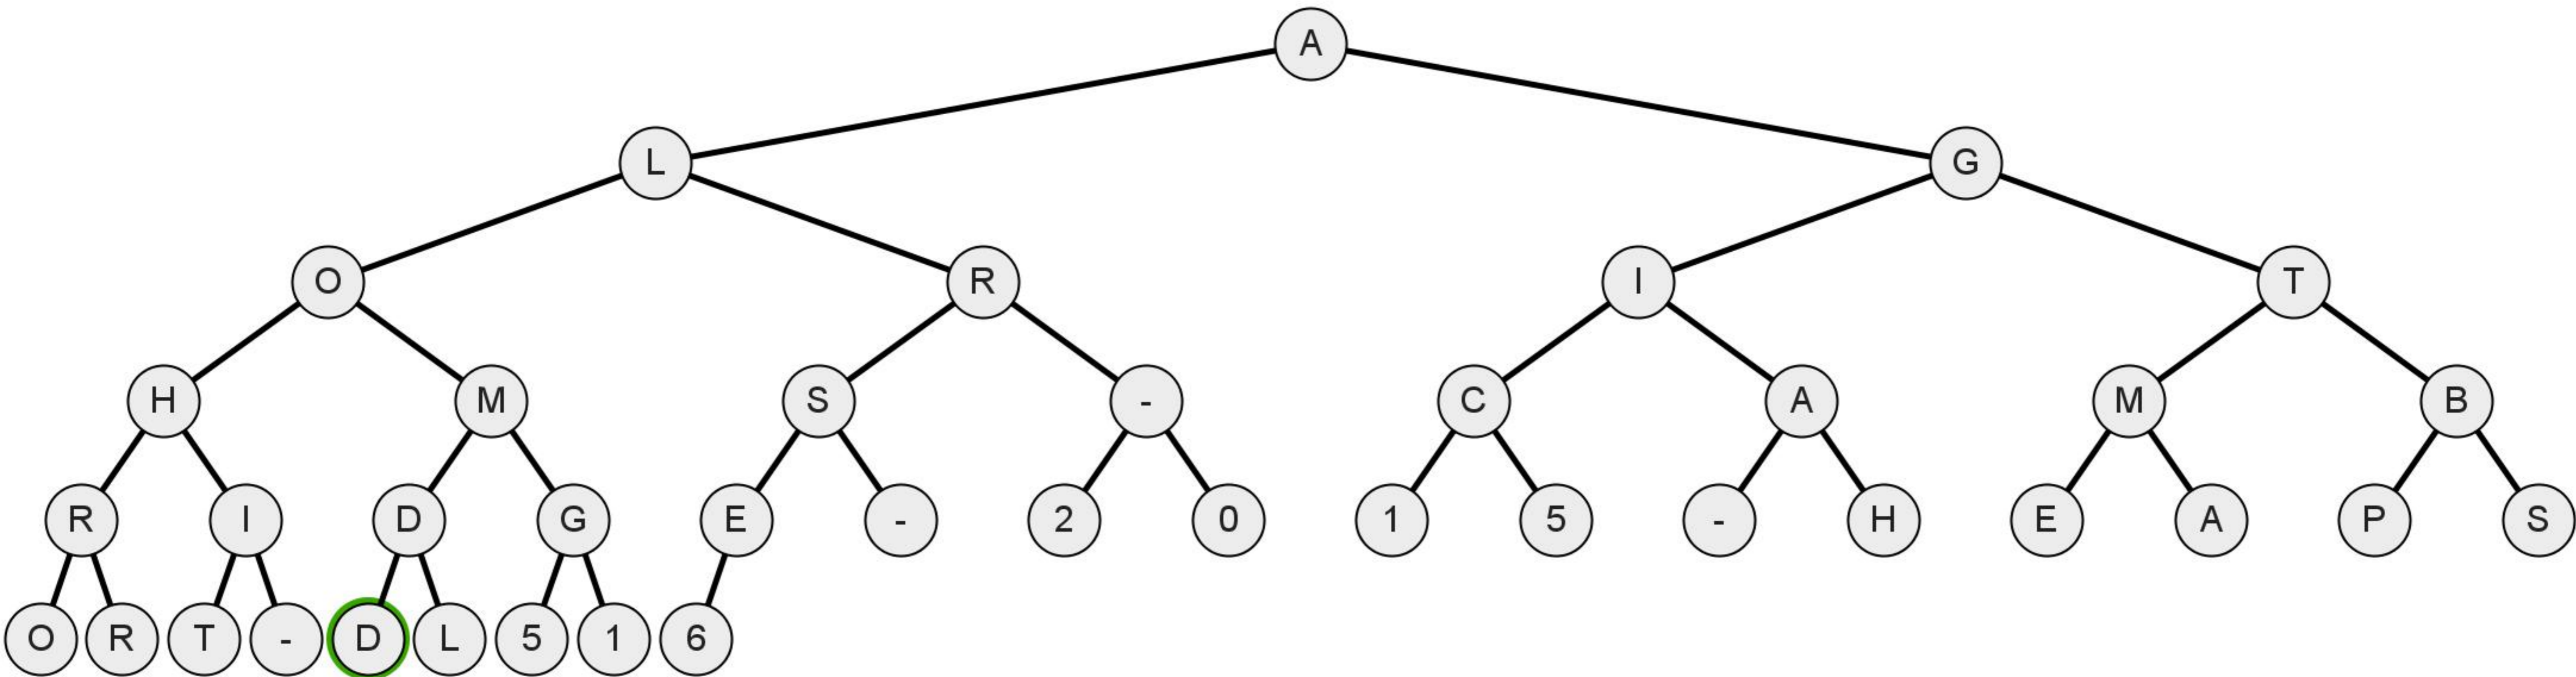 A
L G
O R I T
H M S - C A M B
R I D G E - 2 0 1 5 - H E A P S
O R T - D L 5 1 6